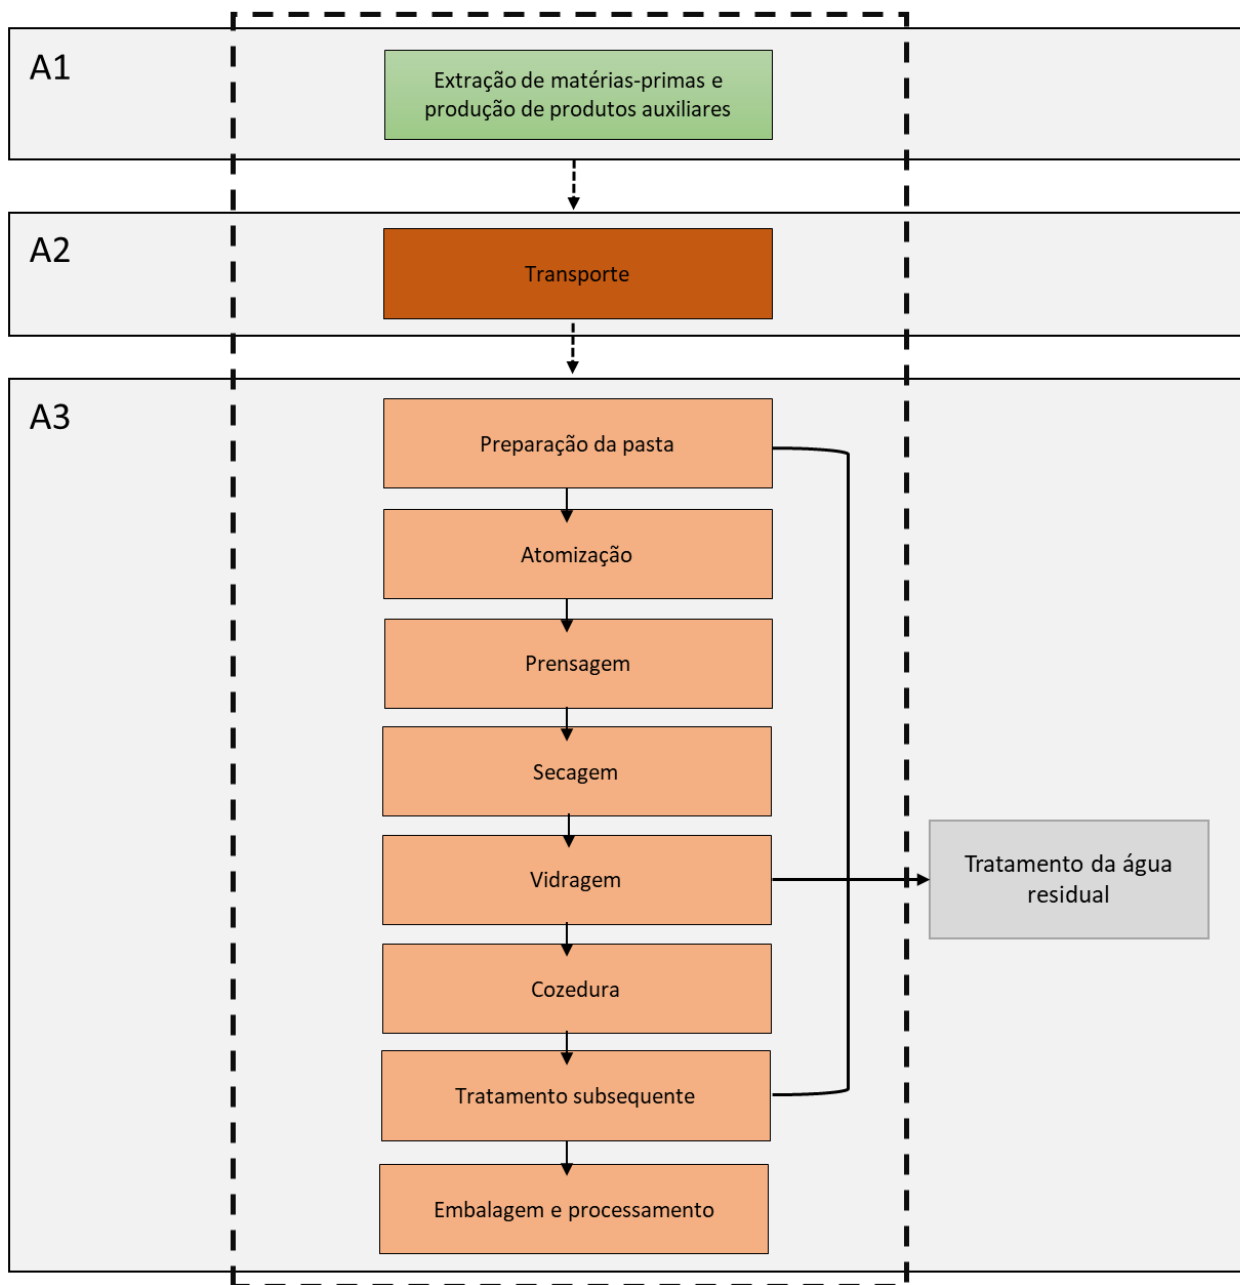 A1
Extração de matérias-primas e
produção de produtos auxiliares
A2
Transporte
A3
Preparação da pasta
Atomização
Prensagem
Secagem
Vidragem
Tratamento da água
residual
Cozedura
Tratamento subsequente
Embalagem e processamento